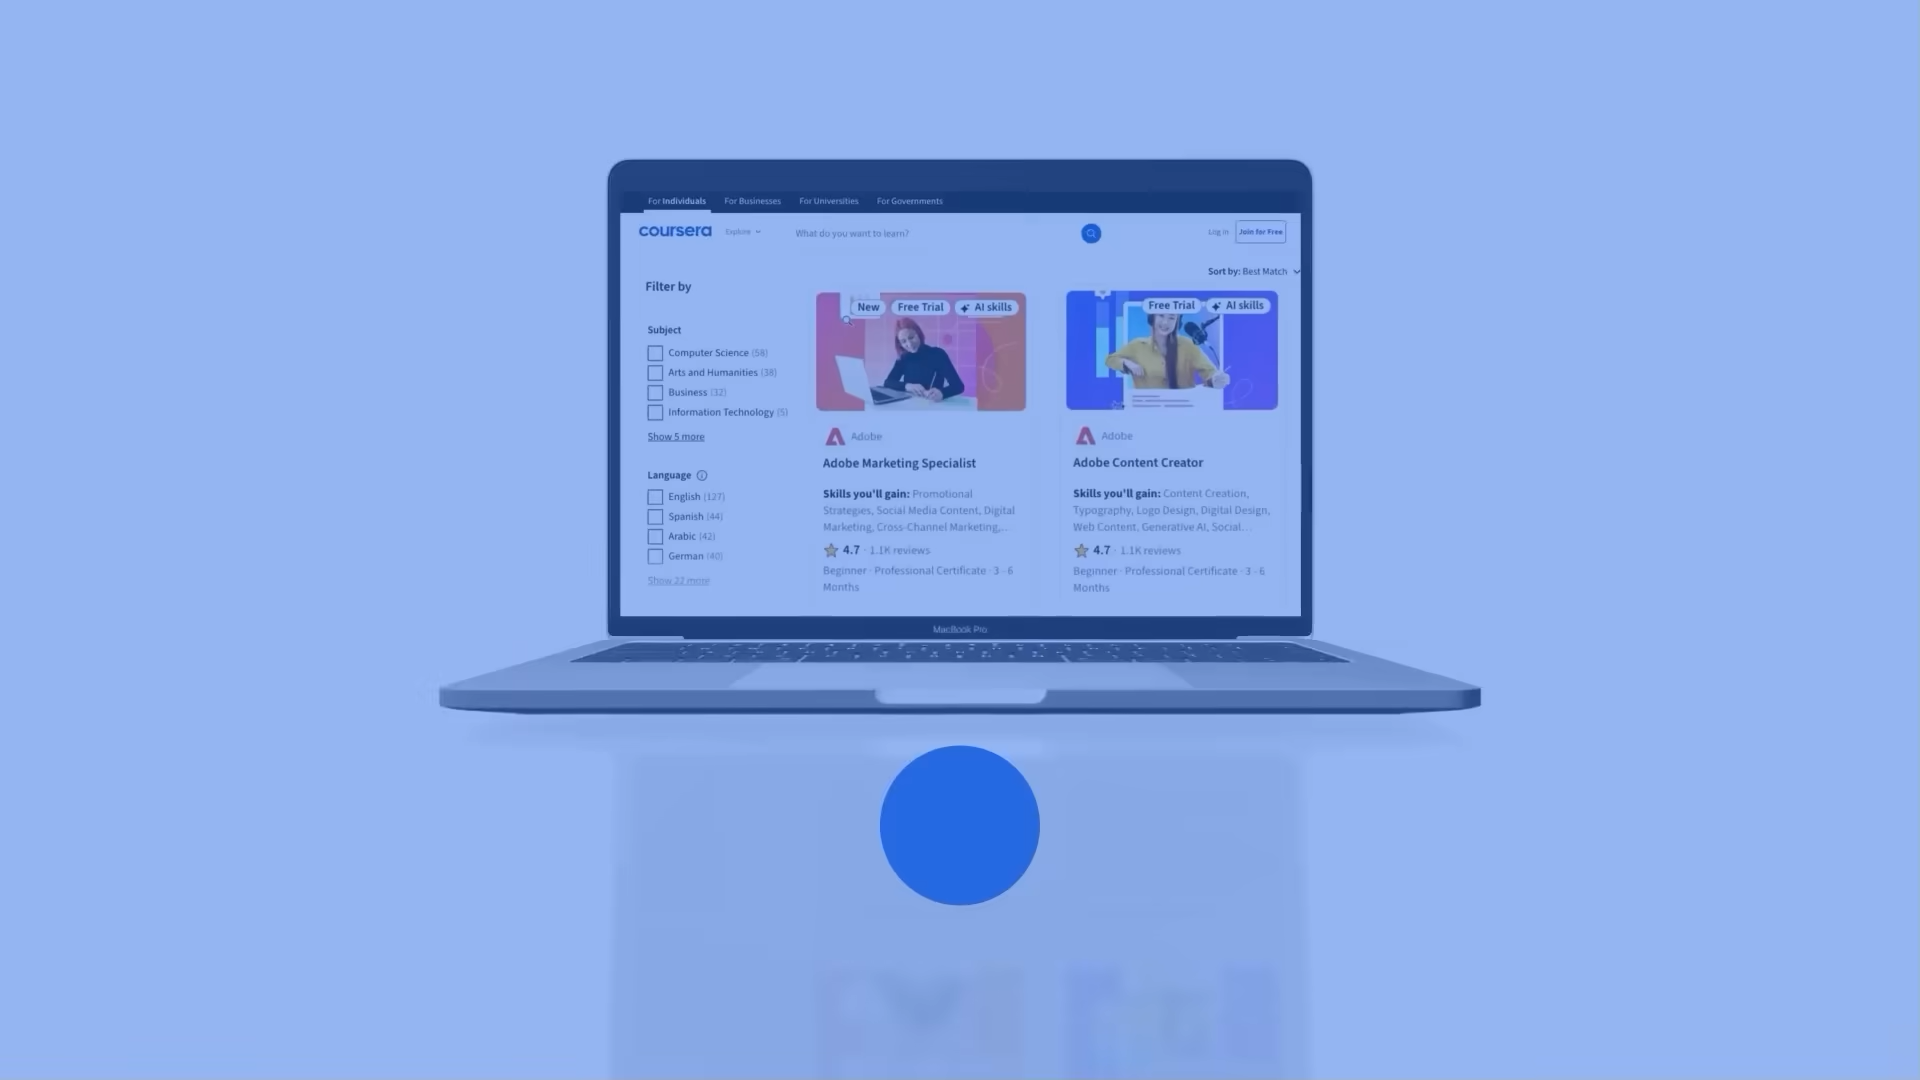 For Individuals For Businesses For Universities For Governments
coursera Explore What do you want to learn? Log in Join for Free
Sort by: Best Match
Filter by
Subject
Computer Science (58)
Arts and Humanities (38)
Business (32)
Information Technology (5)
Show 5 more
Language
English (127)
Spanish (44)
Arabic (42)
German (40)
Show 22 more
New Free Trial AI skills
Adobe
Adobe Marketing Specialist
Skills you'll gain: Promotional
Strategies, Social Media Content, Digital
Marketing, Cross-Channel Marketing,...
4.7 · 1.1K reviews
Beginner · Professional Certificate · 3 - 6
Months
Free Trial AI skills
Adobe
Adobe Content Creator
Skills you'll gain: Content Creation,
Typography, Logo Design, Digital Design,
Web Content, Generative AI, Social...
4.7 · 1.1K reviews
Beginner · Professional Certificate · 3 - 6
Months
MacBook Pro